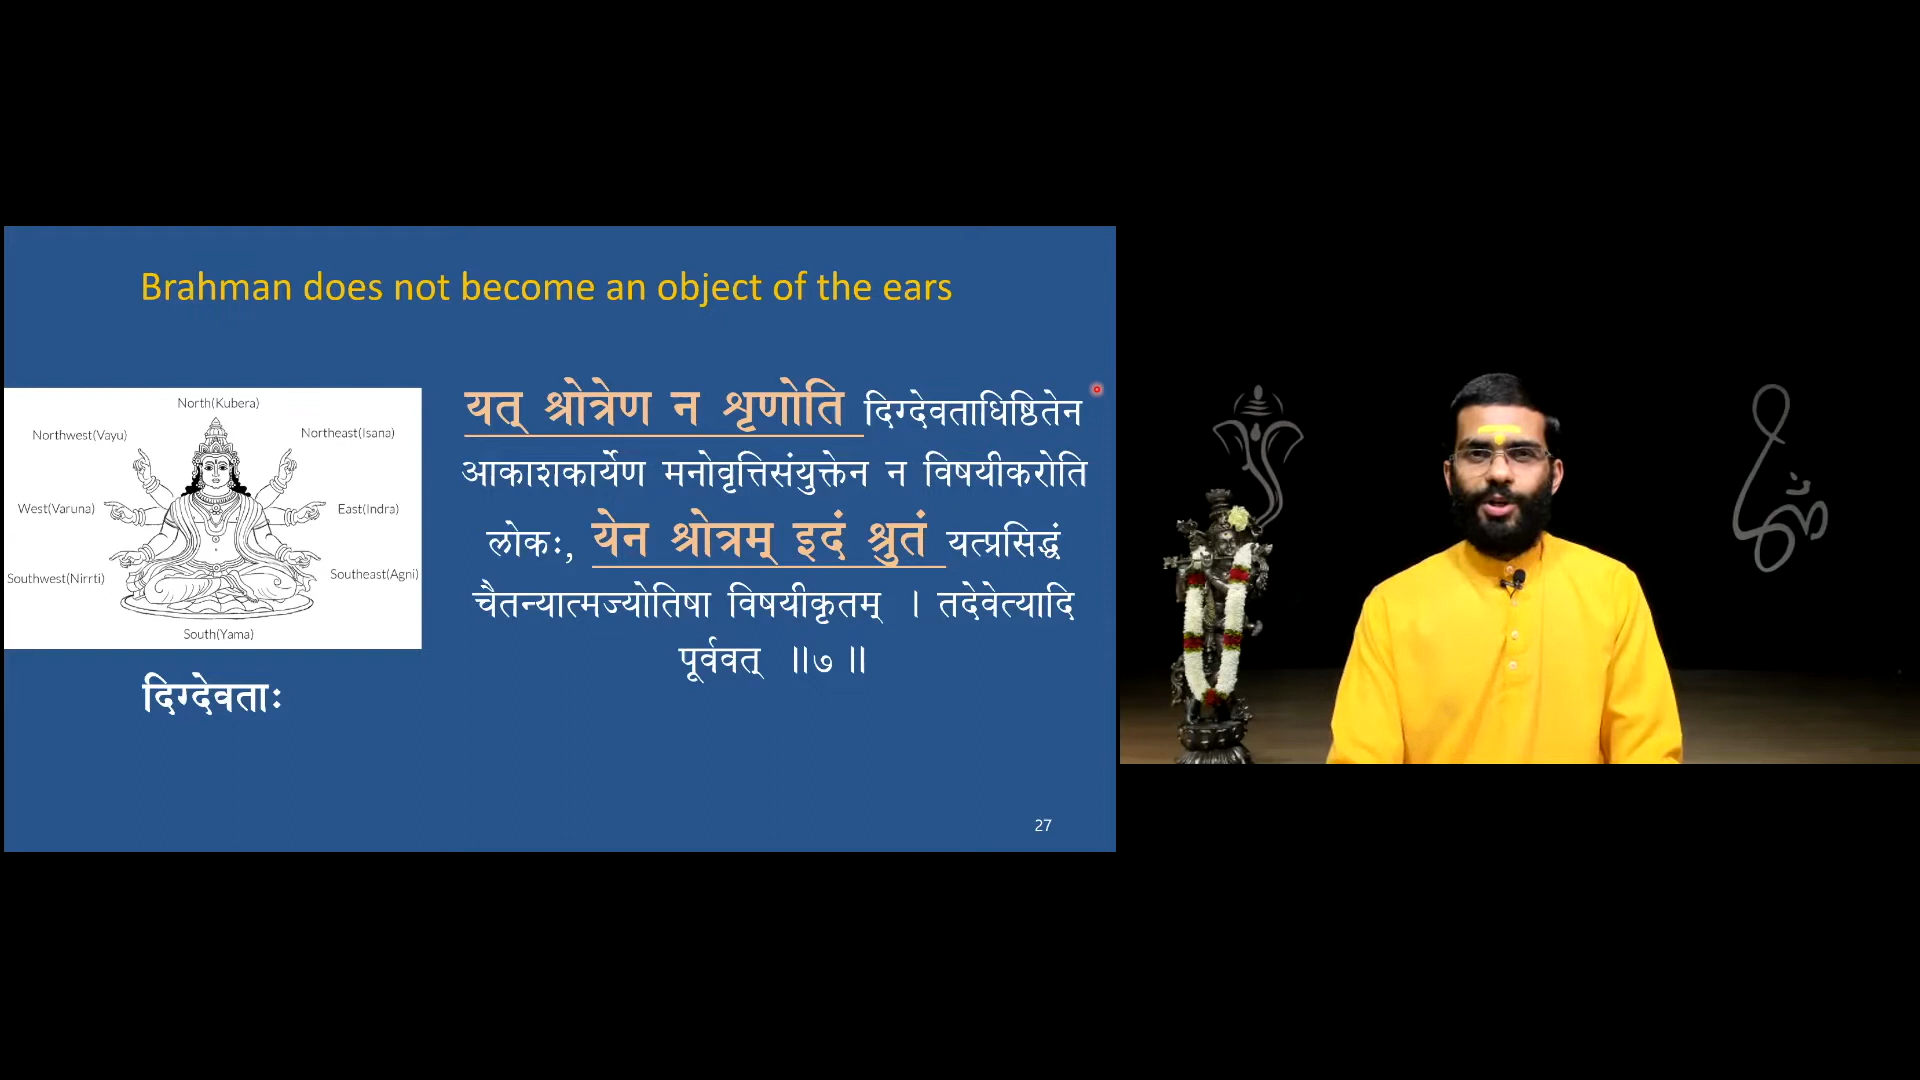 Brahman does not become an object of the ears
North(Kubera)
Northwest(Vayu)
Northeast(Isana)
West(Varuna)
East(Indra)
Southwest(Nirrti)
Southeast(Agni)
South(Yama)
दिग्देवताः
यत् श्रोत्रेण न शृणोति दिग्देवताधिष्ठितेन
आकाशकार्येण मनोवृत्तिसंयुक्तेन न विषयीकरोति
लोकः, येन श्रोत्रम् इदं श्रुतं यत्प्रसिद्धं
चैतन्यात्मज्योतिषा विषयीकृतम् । तदेवेत्यादि
पूर्ववत् ॥७॥
27